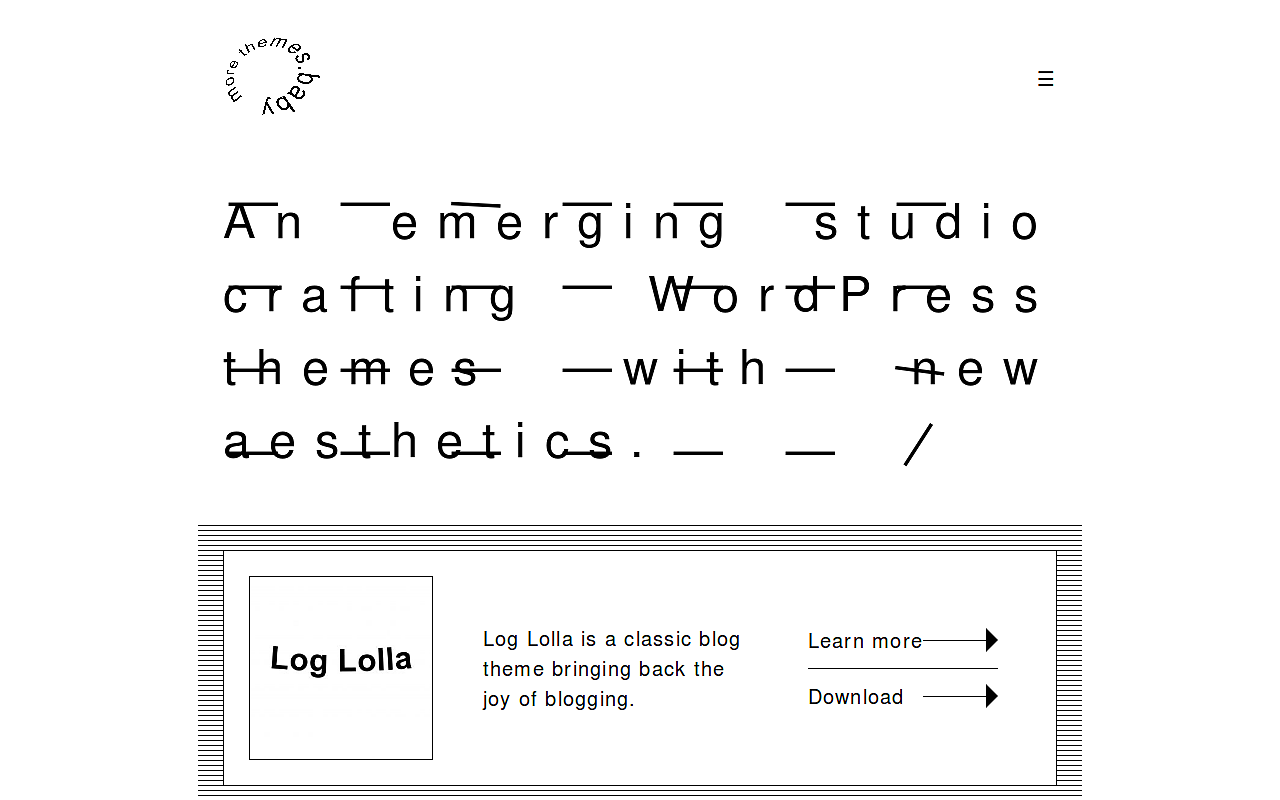 more themes.baby
☰
An emerging studio
crafting WordPress
themes with new
aesthetics.
Log Lolla
Log Lolla is a classic blog
theme bringing back the
joy of blogging.
Learn more
Download